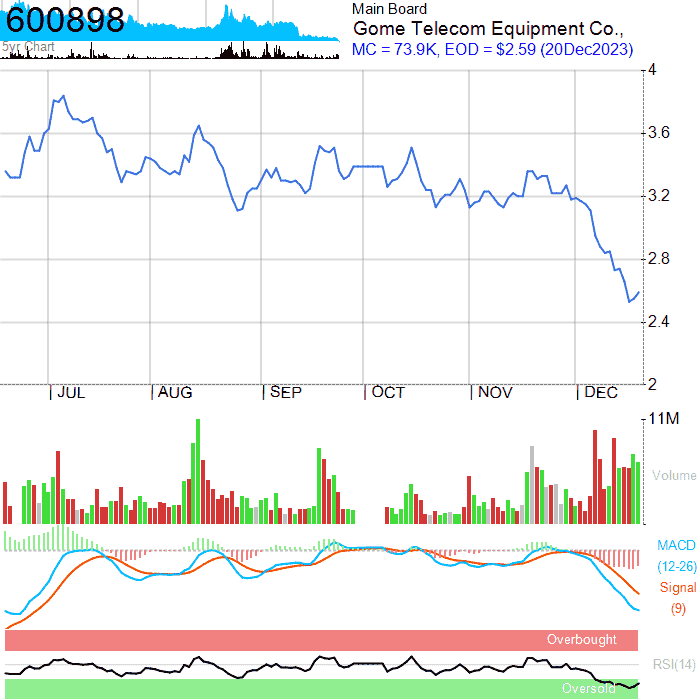 600898
5yr Chart
Main Board
Gome Telecom Equipment Co.,
MC = 73.9K, EOD = $2.59 (20Dec2023)
4
3.6
3.2
2.8
2.4
2
JUL
AUG
SEP
OCT
NOV
DEC
11M
Volume
MACD
(12-26)
Signal
(9)
Overbought
RSI(14)
Oversold